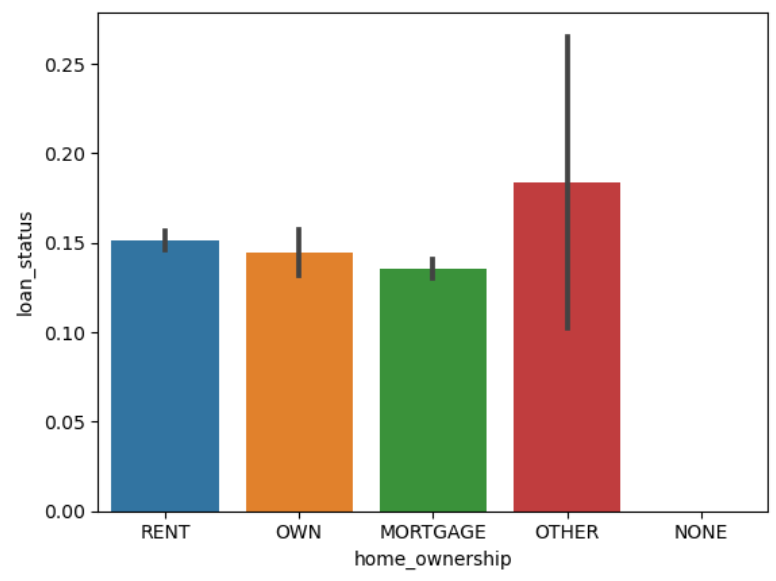 loan_status
0.25
0.20
0.15
0.10
0.05
0.00
RENT OWN MORTGAGE OTHER NONE
home_ownership